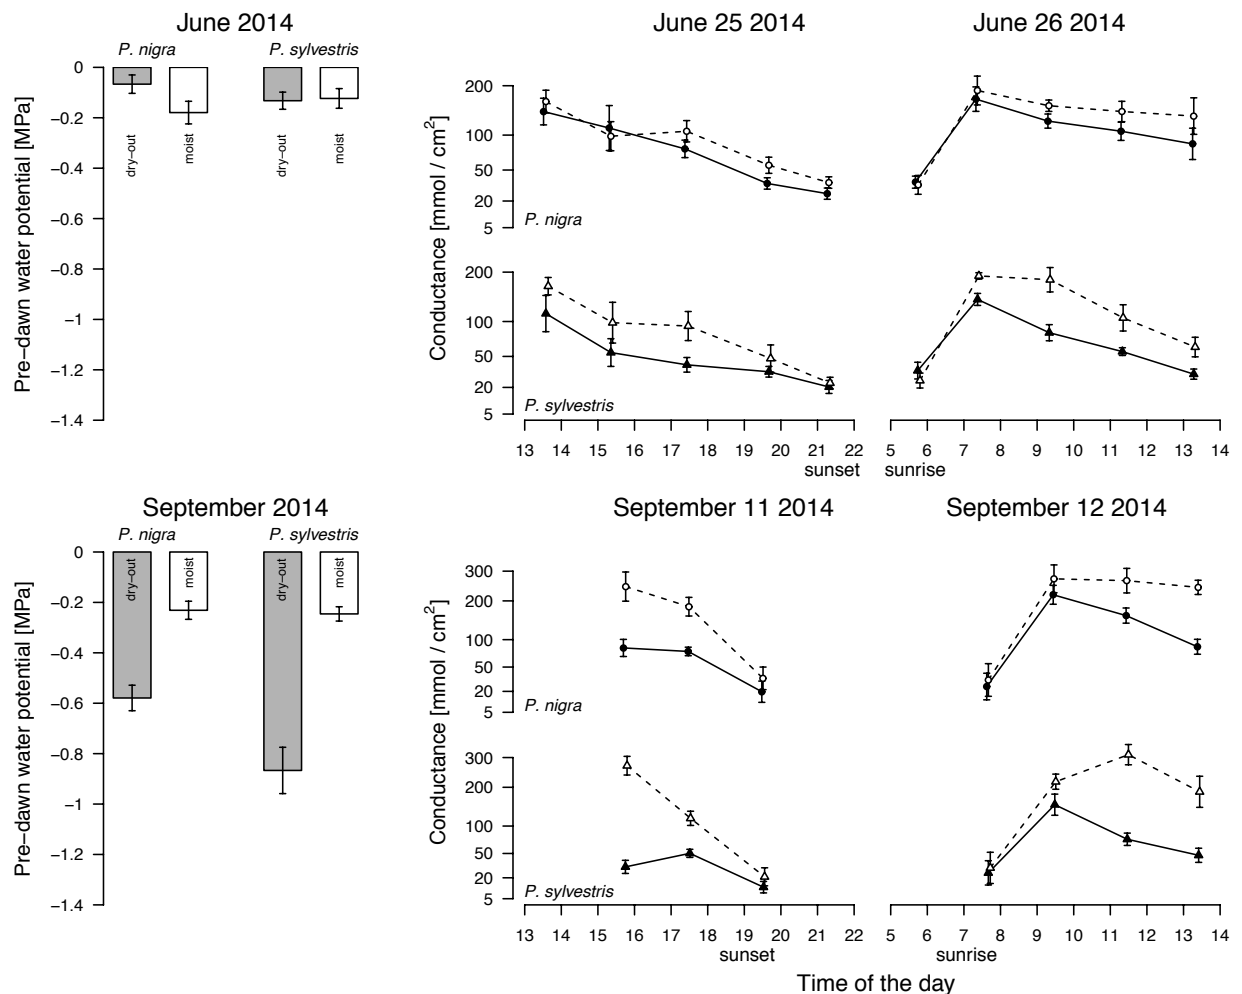 June 2014
P. nigra
P. sylvestris
Pre−dawn water potential [MPa]
0
−0.2
−0.4
−0.6
−0.8
−1
−1.2
−1.4
dry−out
moist
dry−out
moist
June 25 2014
June 26 2014
Conductance [mmol / cm2]
200
100
50
20
5
P. nigra
200
100
50
20
5
P. sylvestris
13 14 15 16 17 18 19 20 21 22
5 6 7 8 9 10 11 12 13 14
sunset
sunrise
September 2014
P. nigra
P. sylvestris
Pre−dawn water potential [MPa]
0
−0.2
−0.4
−0.6
−0.8
−1
−1.2
−1.4
dry−out
moist
dry−out
moist
September 11 2014
September 12 2014
Conductance [mmol / cm2]
300
200
100
50
20
5
P. nigra
300
200
100
50
20
5
P. sylvestris
13 14 15 16 17 18 19 20 21 22
5 6 7 8 9 10 11 12 13 14
sunset
sunrise
Time of the day